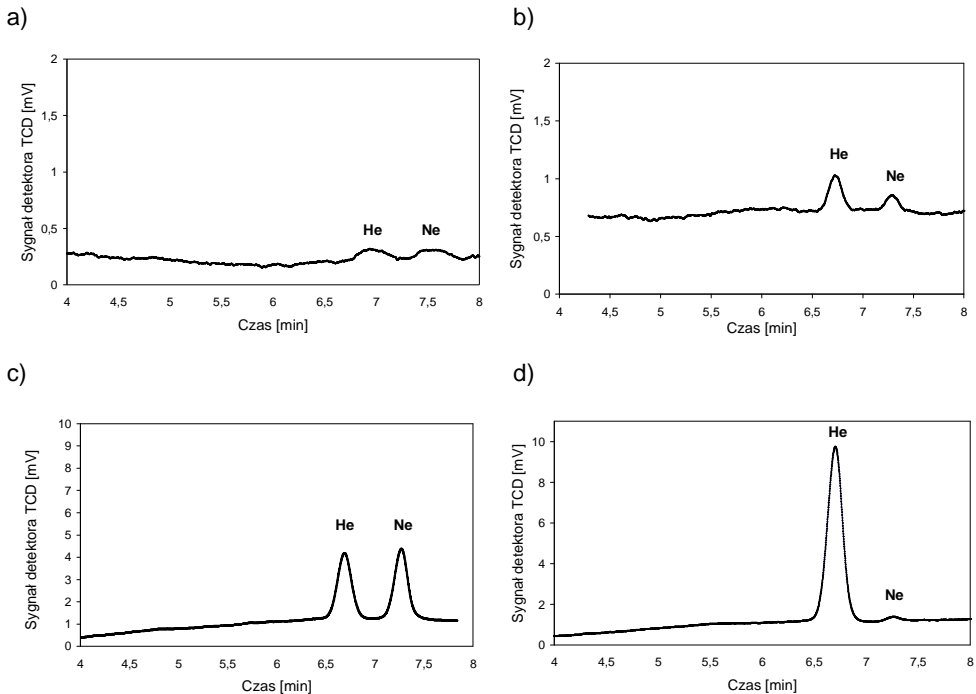 a)
2
1,5
1
0,5
0
Sygnał detektora TCD [mV]
He
Ne
4 4,5 5 5,5 6 6,5 7 7,5 8
Czas [min]
b)
2
1,5
1
0,5
0
Sygnał detektora TCD [mV]
He
Ne
4 4,5 5 5,5 6 6,5 7 7,5 8
Czas [min]
c)
10
9
8
7
6
5
4
3
2
1
0
Sygnał detektora TCD [mV]
He Ne
4 4,5 5 5,5 6 6,5 7 7,5 8
Czas [min]
d)
10
8
6
4
2
0
Sygnał detektora TCD [mV]
He
Ne
4 4,5 5 5,5 6 6,5 7 7,5 8
Czas [min]